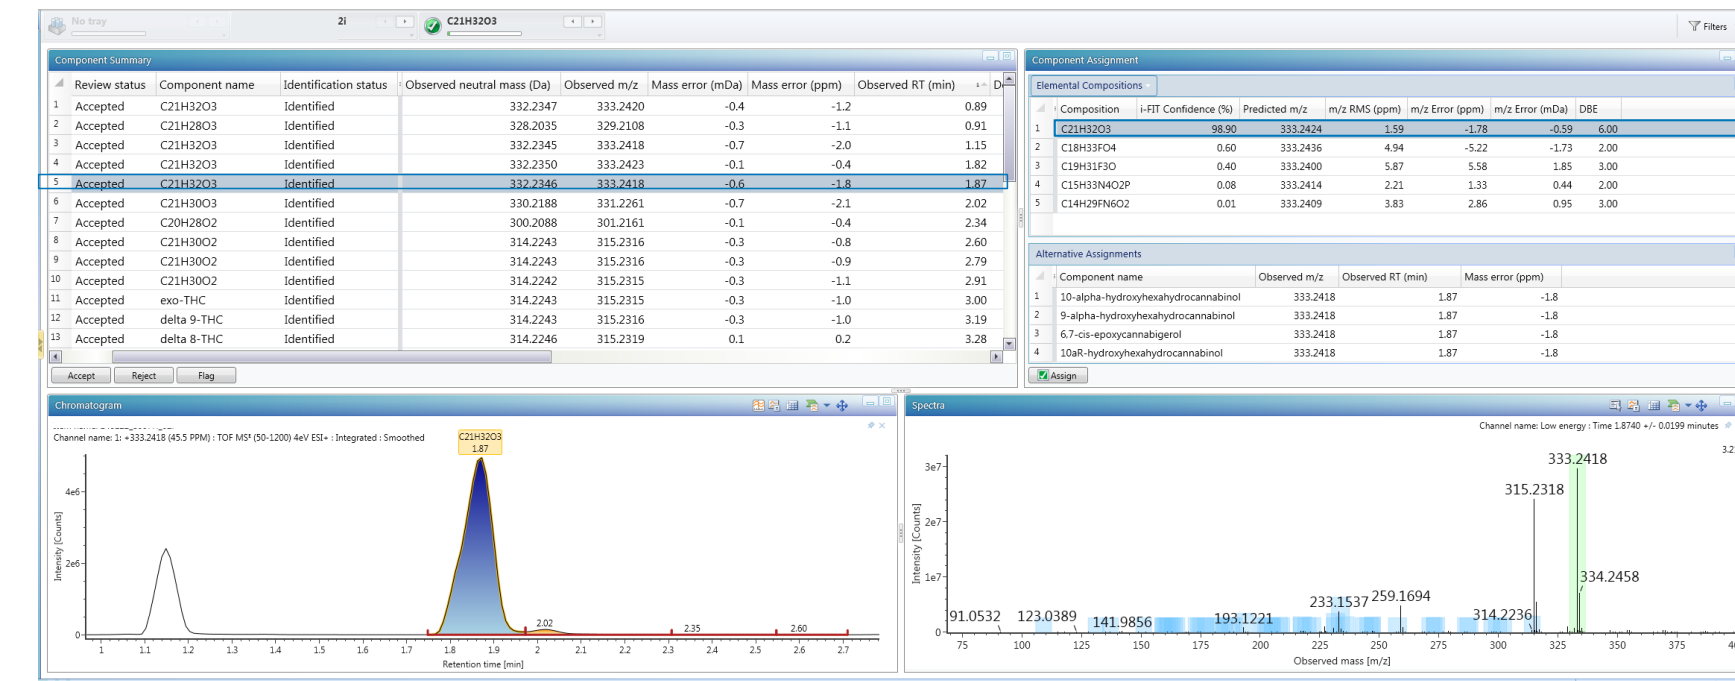 No tray 2i C21H32O3 Filters
Component Summary
Review status Component name Identification status Observed neutral mass (Da) Observed m/z Mass error (mDa) Mass error (ppm) Observed RT (min)
1 Accepted C21H32O3 Identified 332.2347 333.2420 -0.4 -1.2 0.89
2 Accepted C21H28O3 Identified 328.2035 329.2108 -0.3 -1.1 0.91
3 Accepted C21H32O3 Identified 332.2345 333.2418 -0.7 -2.0 1.15
4 Accepted C21H32O3 Identified 332.2350 333.2423 -0.1 -0.4 1.82
5 Accepted C21H32O3 Identified 332.2346 333.2418 -0.6 -1.8 1.87
6 Accepted C21H30O3 Identified 330.2188 331.2261 -0.7 -2.1 2.02
7 Accepted C20H28O2 Identified 300.2088 301.2161 -0.1 -0.4 2.34
8 Accepted C21H30O2 Identified 314.2243 315.2316 -0.3 -0.8 2.60
9 Accepted C21H30O2 Identified 314.2243 315.2316 -0.3 -0.9 2.79
10 Accepted C21H30O2 Identified 314.2242 315.2315 -0.3 -1.1 2.91
11 Accepted exo-THC Identified 314.2243 315.2315 -0.3 -1.0 3.00
12 Accepted delta 9-THC Identified 314.2243 315.2316 -0.3 -1.0 3.19
13 Accepted delta 8-THC Identified 314.2246 315.2319 0.1 0.2 3.28
Accept Reject Flag
Component Assignment
Elemental Compositions
Composition i-FIT Confidence (%) Predicted m/z m/z RMS (ppm) m/z Error (ppm) m/z Error (mDa) DBE
1 C21H32O3 98.90 333.2424 1.59 -1.78 -0.59 6.00
2 C18H33FO4 0.60 333.2436 4.94 -5.22 -1.73 2.00
3 C19H31F3O 0.40 333.2400 5.87 5.58 1.85 3.00
4 C15H33N4O2P 0.08 333.2414 2.21 1.33 0.44 2.00
5 C14H29FN6O2 0.01 333.2409 3.83 2.86 0.95 3.00
Alternative Assignments
Component name Observed m/z Observed RT (min) Mass error (ppm)
1 10-alpha-hydroxyhexahydrocannabinol 333.2418 1.87 -1.8
2 9-alpha-hydroxyhexahydrocannabinol 333.2418 1.87 -1.8
3 6,7-cis-epoxycannabigerol 333.2418 1.87 -1.8
4 10aR-hydroxyhexahydrocannabinol 333.2418 1.87 -1.8
Assign
Chromatogram
Channel name: 1: +333.2418 (45.5 PPM) : TOF MSᴱ (50-1200) 4eV ESI+ : Integrated : Smoothed
C21H32O3
1.87
4e6
2e6
0
Intensity [Counts]
2.02 2.35 2.60
1 1.1 1.2 1.3 1.4 1.5 1.6 1.7 1.8 1.9 2 2.1 2.2 2.3 2.4 2.5 2.6 2.7
Retention time [min]
Spectra
Channel name: Low energy : Time 1.8740 +/- 0.0199 minutes
3e7
2e7
1e7
0
Intensity [Counts]
333.2418
315.2318
334.2458
91.0532 123.0389 141.9856 193.1221 233.1537 259.1694 314.2236
75 100 125 150 175 200 225 250 275 300 325 350 375
Observed mass [m/z]